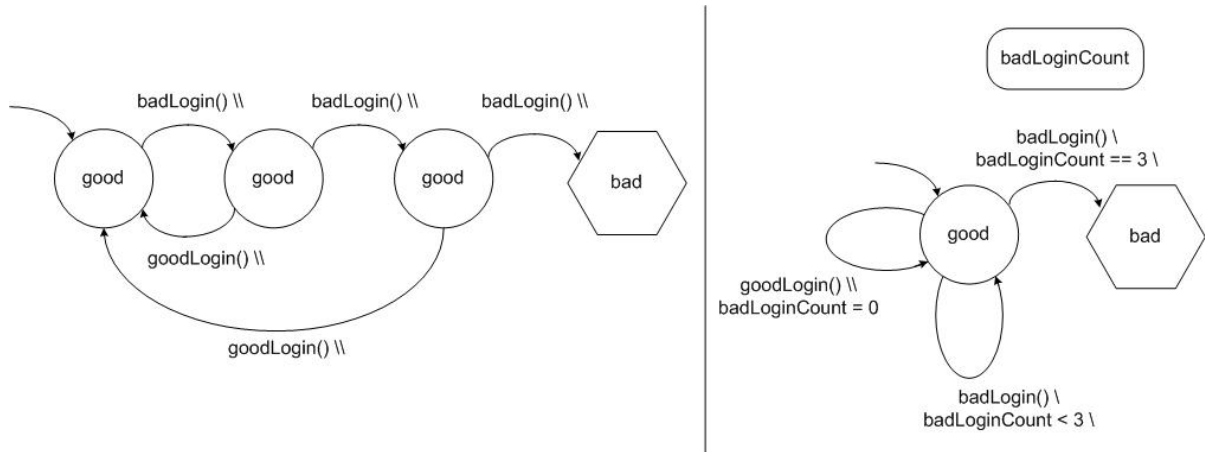 badLogin() \\
badLogin() \\
badLogin() \\
good
good
good
bad
goodLogin() \\
goodLogin() \\
badLoginCount
badLogin() \
badLoginCount == 3 \
good
bad
goodLogin() \\
badLoginCount = 0
badLogin() \
badLoginCount < 3 \